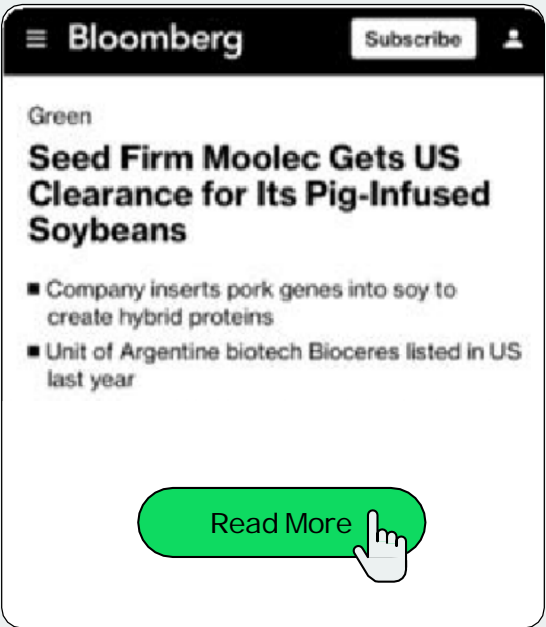 Bloomberg
Subscribe
Green
Seed Firm Moolec Gets US
Clearance for Its Pig-Infused
Soybeans
■ Company inserts pork genes into soy to
create hybrid proteins
■ Unit of Argentine biotech Bioceres listed in US
last year
Read More